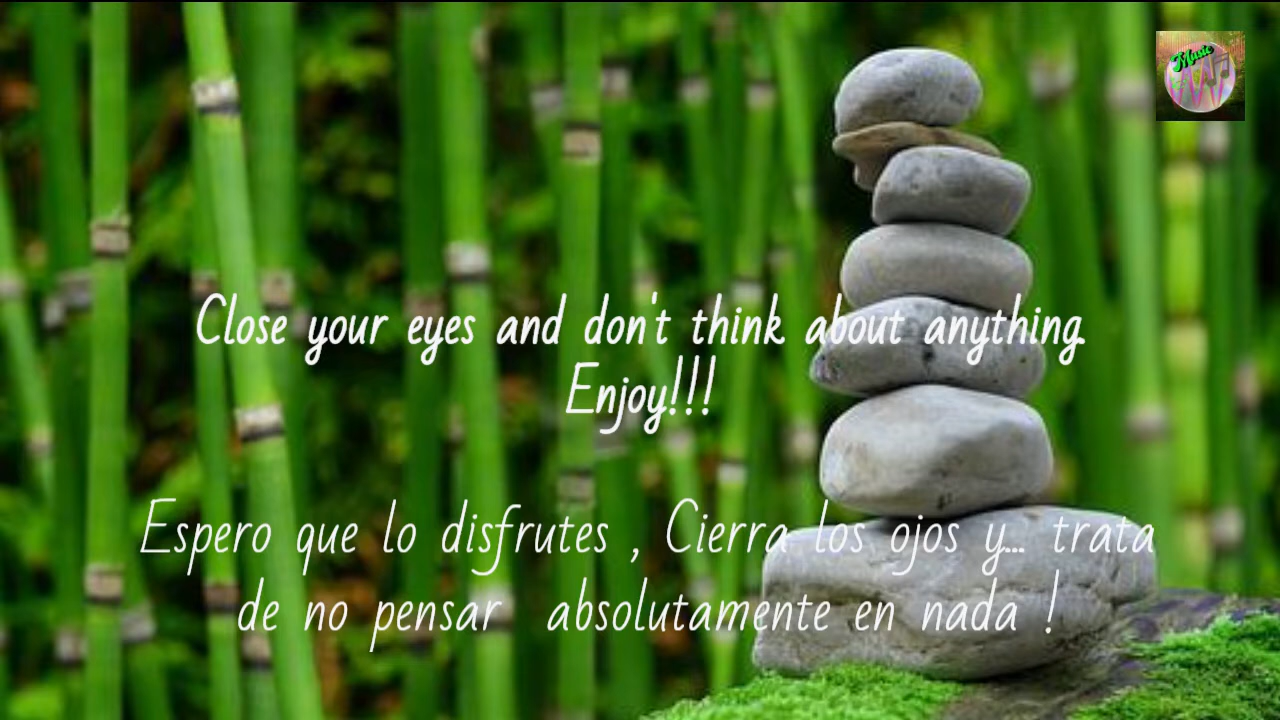 Music
Close your eyes and don't think about anything.
Enjoy!!!
Espero que lo disfrutes , Cierra los ojos y... trata
de no pensar absolutamente en nada !